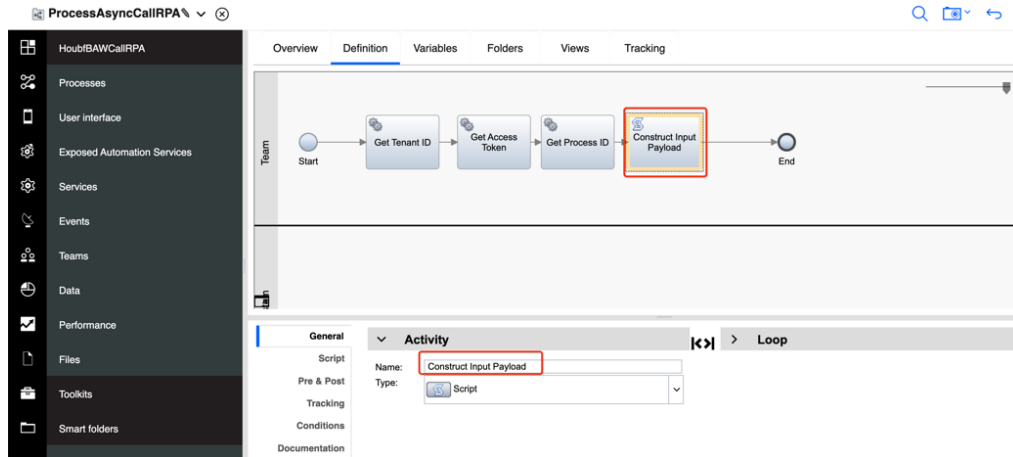 ProcessAsyncCallRPA
HoubfBAWCallRPA
Processes
User interface
Exposed Automation Services
Services
Events
Teams
Data
Performance
Files
Toolkits
Smart folders
Overview Definition Variables Folders Views Tracking
Team
Start
Get Tenant ID
Get Access
Token
Get Process ID
Construct Input
Payload
End
General
Script
Pre & Post
Tracking
Conditions
Documentation
Activity
Name: Construct Input Payload
Type: Script
Loop